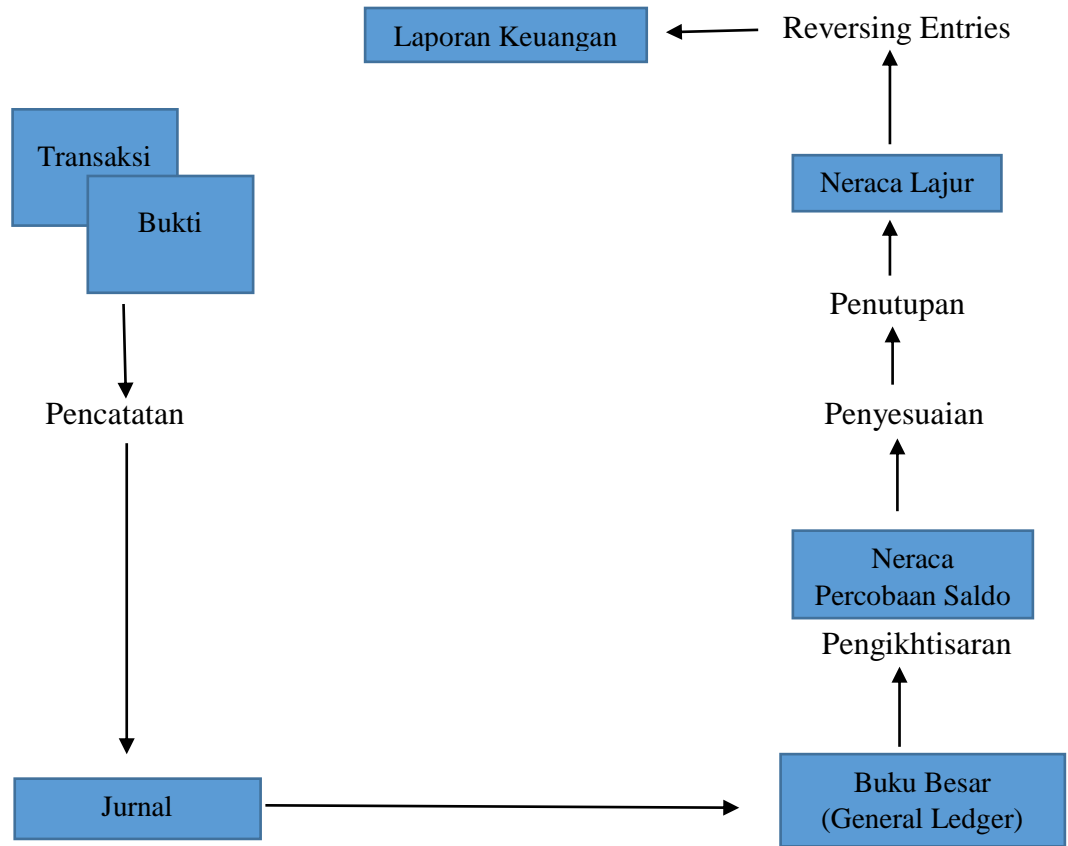 Laporan Keuangan
Reversing Entries
Transaksi
Bukti
Neraca Lajur
Penutupan
Pencatatan
Penyesuaian
Neraca
Percobaan Saldo
Pengikhtisaran
Jurnal
Buku Besar
(General Ledger)